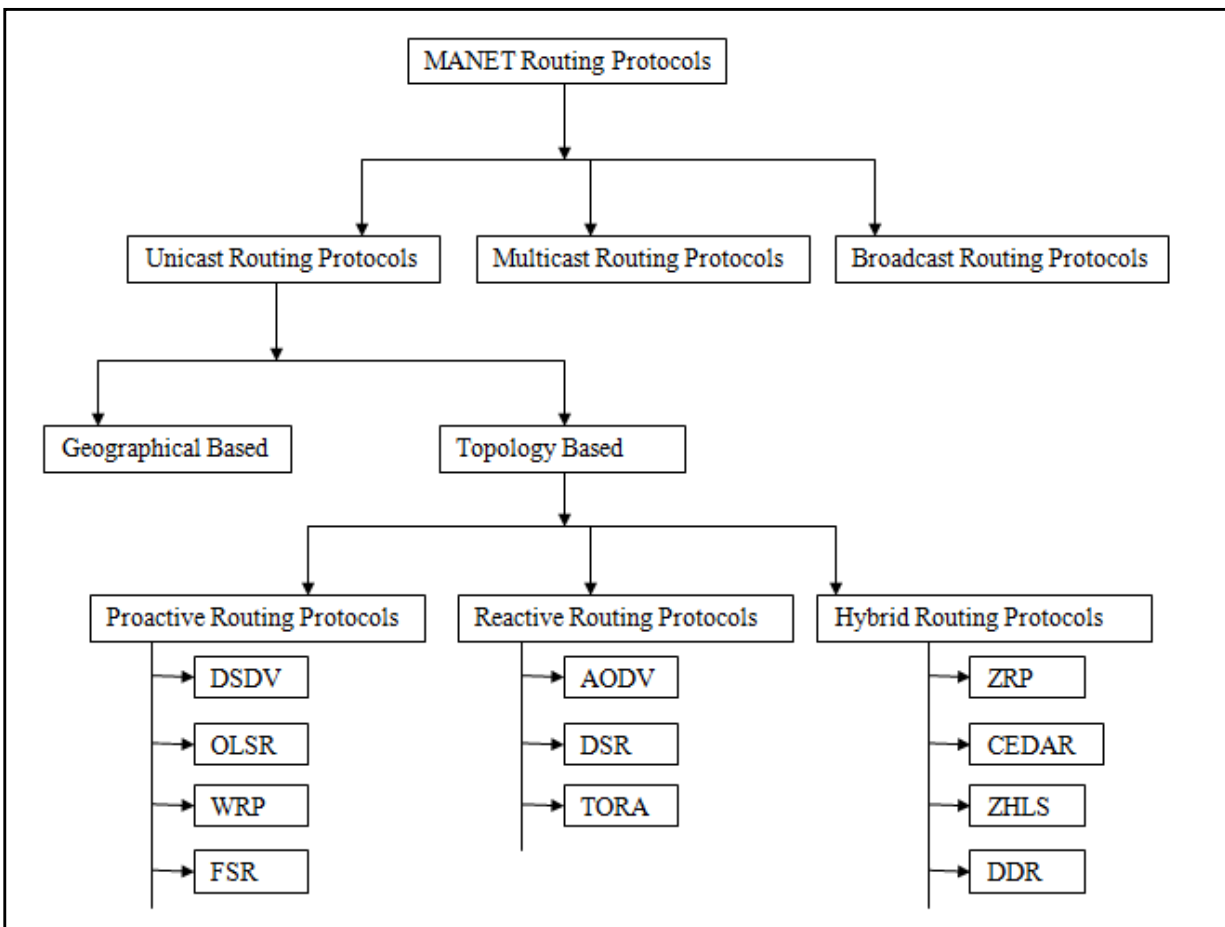 MANET Routing Protocols
Unicast Routing Protocols
Multicast Routing Protocols
Broadcast Routing Protocols
Geographical Based
Topology Based
Proactive Routing Protocols
Reactive Routing Protocols
Hybrid Routing Protocols
DSDV
OLSR
WRP
FSR
AODV
DSR
TORA
ZRP
CEDAR
ZHLS
DDR